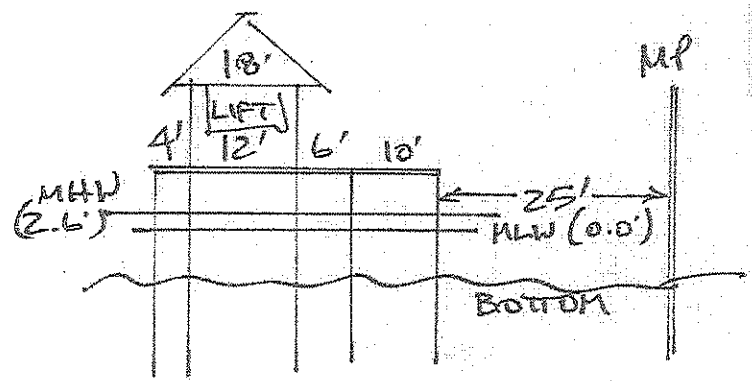 18'
MP
LIFT
4' 12' 6' 10'
MHW
(2.6')
25'
MLW (0.0')
BOTTOM